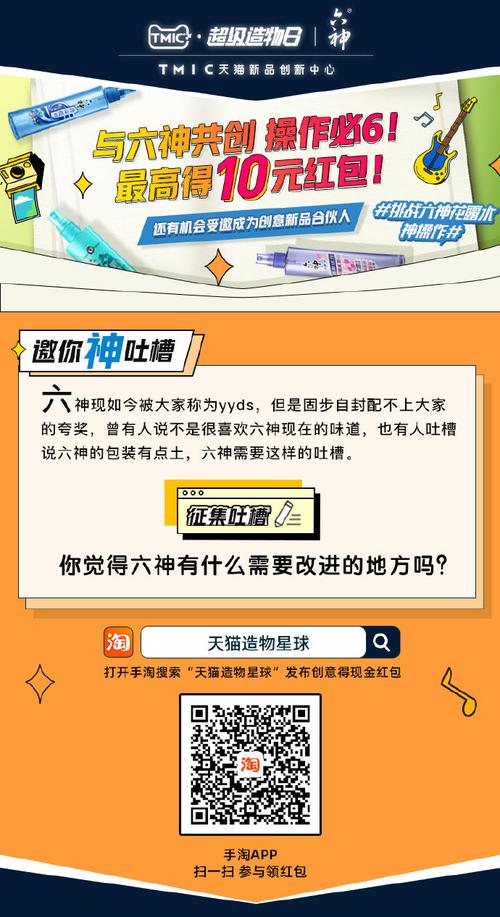 TMIC · 超级造物日 | 六神
TMIC天猫新品创新中心
与六神共创 操作必6！
最高得10元红包！
还有机会受邀成为创意新品合伙人
#挑战六神花露水
神操作#
六神
邀你神吐槽
六神现如今被大家称为yyds，但是固步自封配不上大家
的夸奖，曾有人说不是很喜欢六神现在的味道，也有人吐槽
说六神的包装有点土，六神需要这样的吐槽。
征集吐槽
你觉得六神有什么需要改进的地方吗？
淘 天猫造物星球
打开手淘搜索“天猫造物星球”发布创意得现金红包
淘
手淘APP
扫一扫 参与领红包